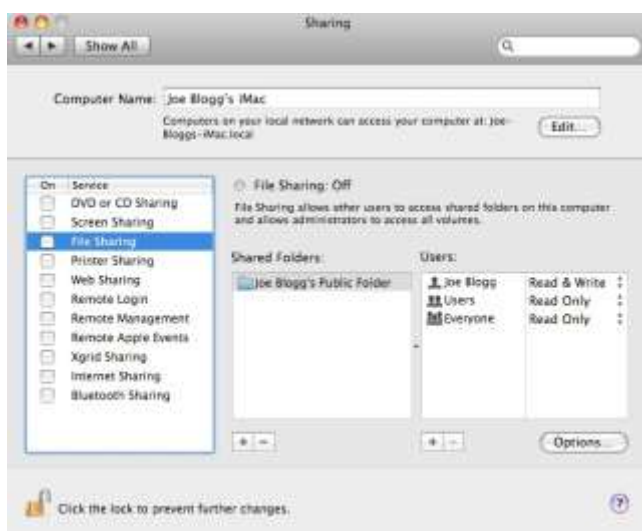 Sharing
Show All
Computer Name: Joe Blogg's iMac
Computers on your local network can access your computer at: Joe-
Bloggs-iMac.local
Edit...
On Service
DVD or CD Sharing
Screen Sharing
File Sharing
Printer Sharing
Web Sharing
Remote Login
Remote Management
Remote Apple Events
Xgrid Sharing
Internet Sharing
Bluetooth Sharing
File Sharing: Off
File Sharing allows other users to access shared folders on this computer
and allows administrators to access all volumes.
Shared Folders:
Joe Blogg's Public Folder
Users:
Joe Blogg Read & Write
Users Read Only
Everyone Read Only
+ -
+ -
Options...
Click the lock to prevent further changes.
?